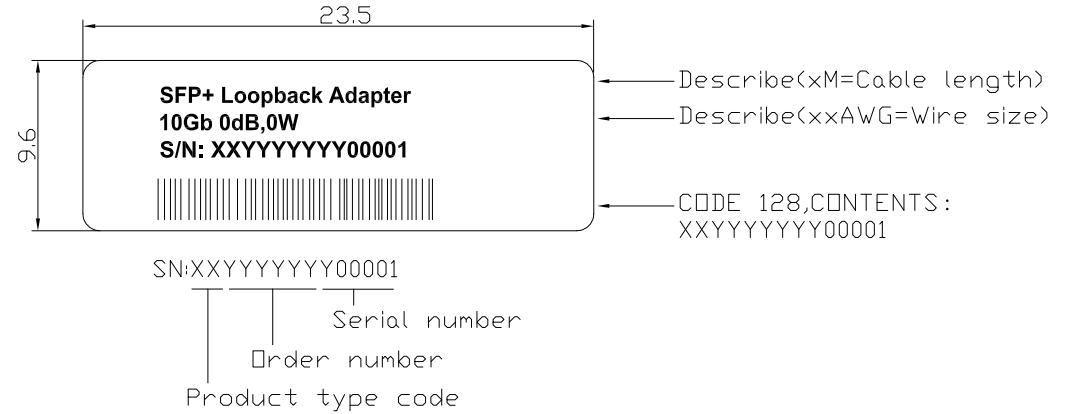 23.5
9.6
SFP+ Loopback Adapter
10Gb 0dB,0W
S/N: XXYYYYYYY00001
Describe(xM=Cable length)
Describe(xxAWG=Wire size)
CODE 128,CONTENTS:
XXYYYYYYY00001
SN:XXYYYYYYY00001
Serial number
Order number
Product type code